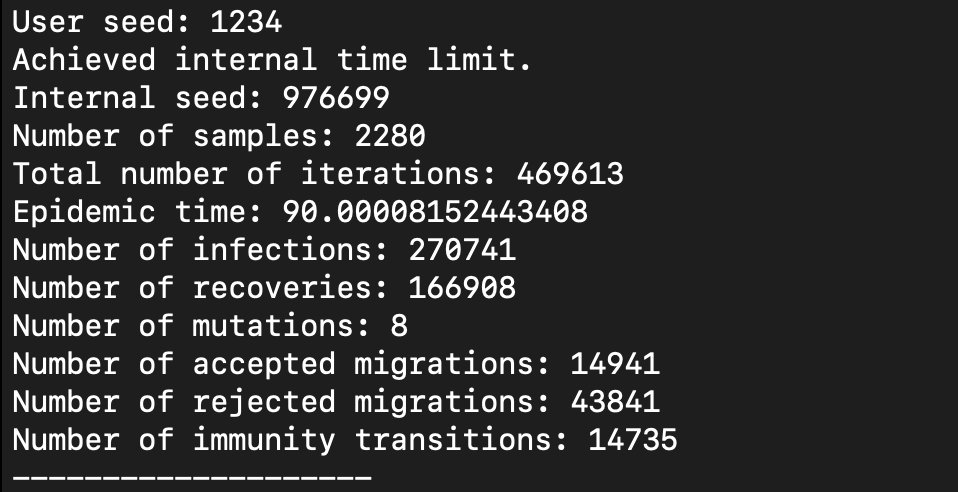 User seed: 1234
Achieved internal time limit.
Internal seed: 976699
Number of samples: 2280
Total number of iterations: 469613
Epidemic time: 90.00008152443408
Number of infections: 270741
Number of recoveries: 166908
Number of mutations: 8
Number of accepted migrations: 14941
Number of rejected migrations: 43841
Number of immunity transitions: 14735
--------------------